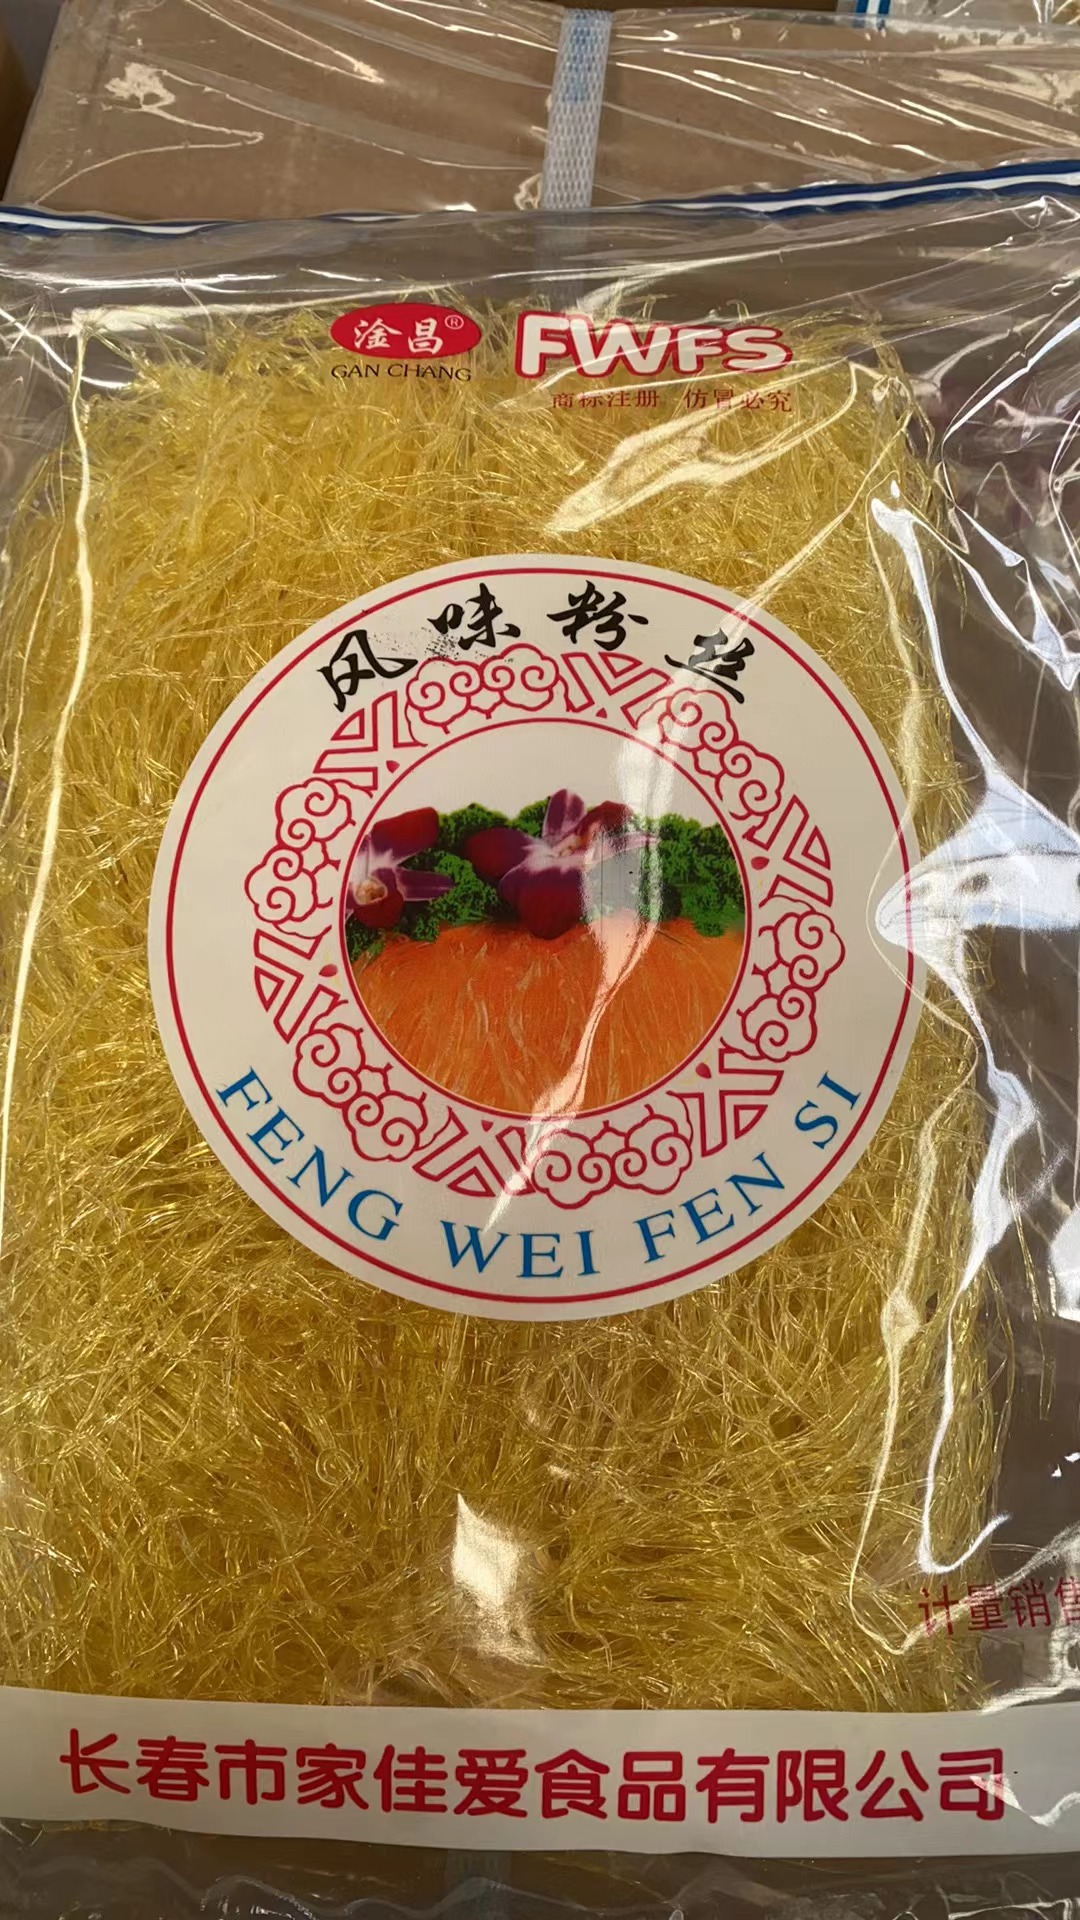 淦昌®
GAN CHANG
FWFS
商标注册 仿冒必究
风味粉丝
FENG WEI FEN SI
计量销售
长春市家佳爱食品有限公司